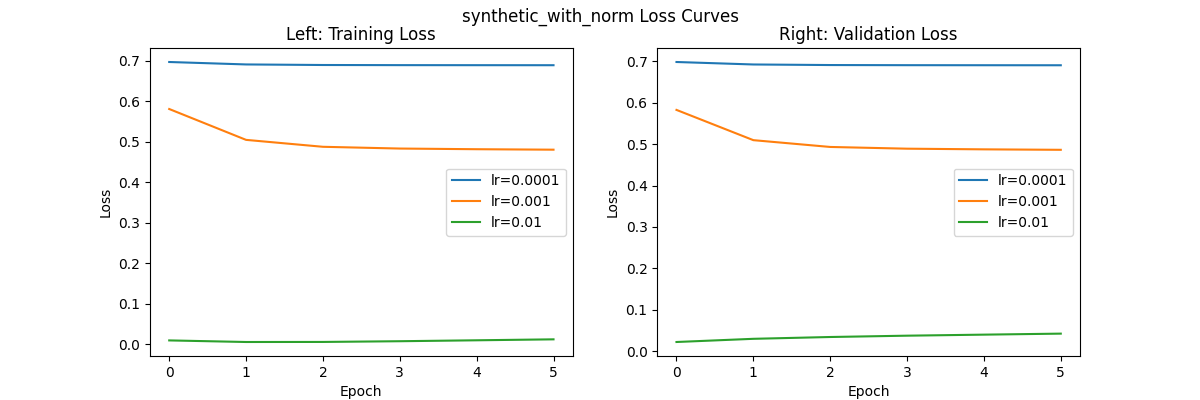 synthetic_with_norm Loss Curves
Left: Training Loss
0.7
0.6
0.5
0.4
0.3
0.2
0.1
0.0
Loss
0 1 2 3 4 5
Epoch
lr=0.0001
lr=0.001
lr=0.01
Right: Validation Loss
0.7
0.6
0.5
0.4
0.3
0.2
0.1
0.0
Loss
0 1 2 3 4 5
Epoch
lr=0.0001
lr=0.001
lr=0.01